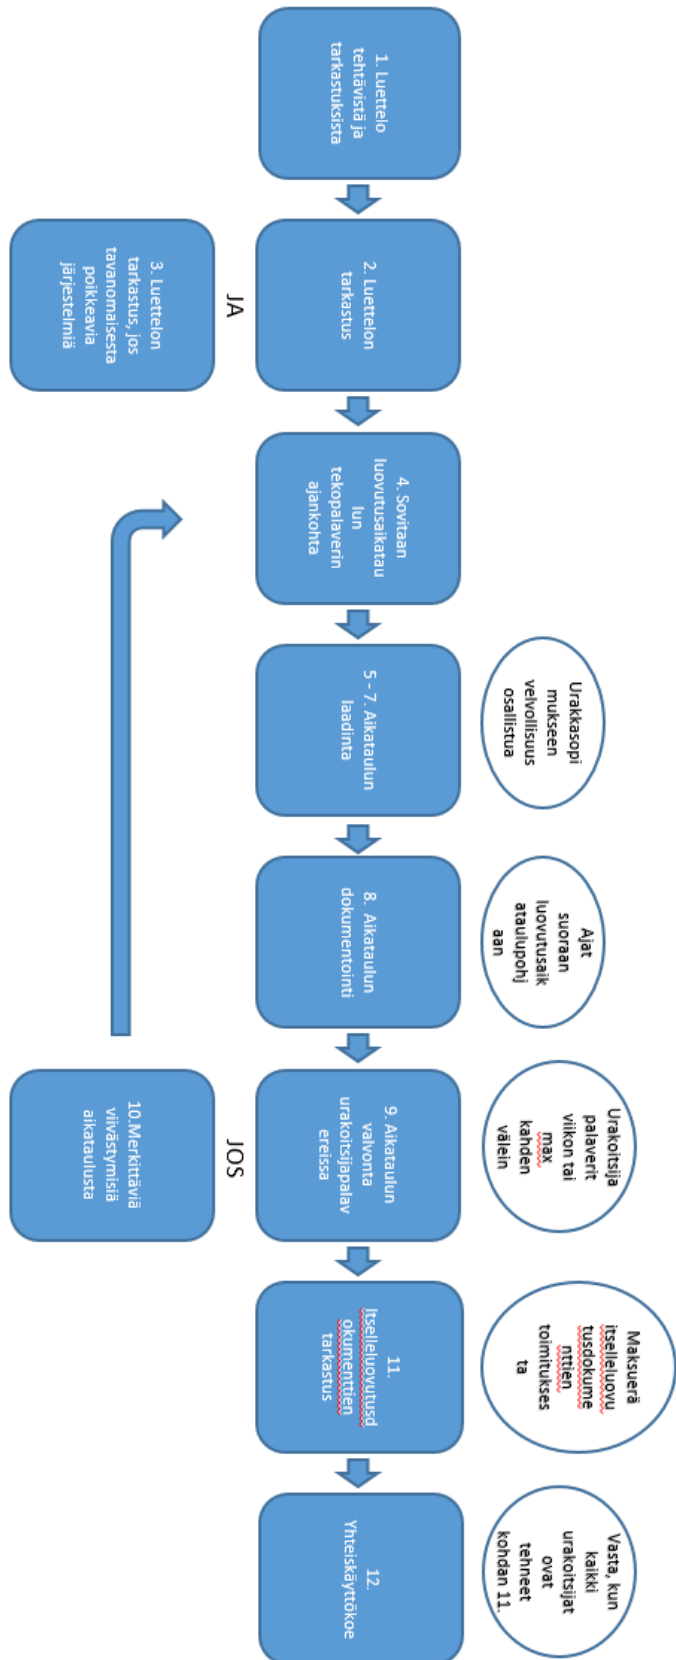 1. Luettelo
tehtävistä ja
tarkastuksista
2. Luettelon
tarkastus
JA
3. Luettelon
tarkastus, jos
tavanomaisesta
poikkeavia
järjestelmiä
4. Sovitaan
luovutusaikatau
lun
tekopalaverin
ajankohta
Urakkasopi
mukseen
velvollisuus
osallistua
5 - 7. Aikataulun
laadinta
Ajat
suoraan
luovutusaik
ataulupohj
aan
8. Aikataulun
dokumentointi
Urakoitsija
palaverit
viikon tai
max
kahden
välein
9. Aikataulun
valvonta
urakoitsijapalav
ereissa
JOS
10.Merkittäviä
viivästymisiä
aikataulusta
Maksuerä
itselleluovu
tusdokume
nttien
toimitukses
ta
11.
Itselleluovutusd
okumenttien
tarkastus
Vasta, kun
kaikki
urakoitsijat
ovat
tehneet
kohdan 11.
12.
Yhteiskäyttökoe